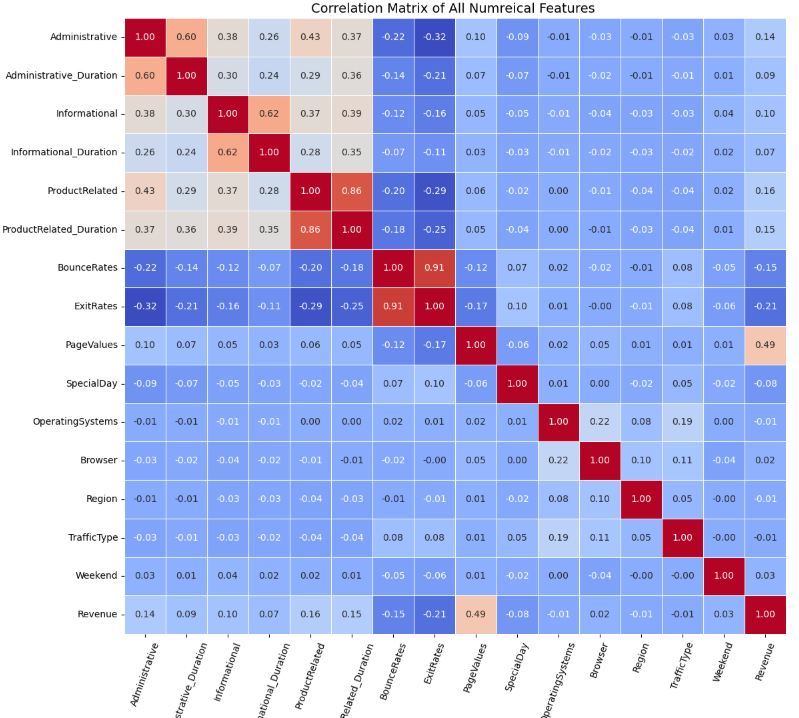 Correlation Matrix of All Numreical Features
Administrative 1.00 0.60 0.38 0.26 0.43 0.37 -0.22 -0.32 0.10 -0.09 -0.01 -0.03 -0.01 -0.03 0.03 0.14
Administrative_Duration 0.60 1.00 0.30 0.24 0.29 0.36 -0.14 -0.21 0.07 -0.07 -0.01 -0.02 -0.01 -0.01 0.01 0.09
Informational 0.38 0.30 1.00 0.62 0.37 0.39 -0.12 -0.16 0.05 -0.05 -0.01 -0.04 -0.03 -0.03 0.04 0.10
Informational_Duration 0.26 0.24 0.62 1.00 0.28 0.35 -0.07 -0.11 0.03 -0.03 -0.01 -0.02 -0.03 -0.02 0.02 0.07
ProductRelated 0.43 0.29 0.37 0.28 1.00 0.86 -0.20 -0.29 0.06 -0.02 0.00 -0.01 -0.04 -0.04 0.02 0.16
ProductRelated_Duration 0.37 0.36 0.39 0.35 0.86 1.00 -0.18 -0.25 0.05 -0.04 0.00 -0.01 -0.03 -0.04 0.01 0.15
BounceRates -0.22 -0.14 -0.12 -0.07 -0.20 -0.18 1.00 0.91 -0.12 0.07 0.02 -0.02 -0.01 0.08 -0.05 -0.15
ExitRates -0.32 -0.21 -0.16 -0.11 -0.29 -0.25 0.91 1.00 -0.17 0.10 0.01 -0.00 -0.01 0.08 -0.06 -0.21
PageValues 0.10 0.07 0.05 0.03 0.06 0.05 -0.12 -0.17 1.00 -0.06 0.02 0.05 0.01 0.01 0.01 0.49
SpecialDay -0.09 -0.07 -0.05 -0.03 -0.02 -0.04 0.07 0.10 -0.06 1.00 0.01 0.00 -0.02 0.05 -0.02 -0.08
OperatingSystems -0.01 -0.01 -0.01 -0.01 0.00 0.00 0.02 0.01 0.02 0.01 1.00 0.22 0.08 0.19 0.00 -0.01
Browser -0.03 -0.02 -0.04 -0.02 -0.01 -0.01 -0.02 -0.00 0.05 0.00 0.22 1.00 0.10 0.11 -0.04 0.02
Region -0.01 -0.01 -0.03 -0.03 -0.04 -0.03 -0.01 -0.01 0.01 -0.02 0.08 0.10 1.00 0.05 -0.00 -0.01
TrafficType -0.03 -0.01 -0.03 -0.02 -0.04 -0.04 0.08 0.08 0.01 0.05 0.19 0.11 0.05 1.00 -0.00 -0.01
Weekend 0.03 0.01 0.04 0.02 0.02 0.01 -0.05 -0.06 0.01 -0.02 0.00 -0.04 -0.00 -0.00 1.00 0.03
Revenue 0.14 0.09 0.10 0.07 0.16 0.15 -0.15 -0.21 0.49 -0.08 -0.01 0.02 -0.01 -0.01 0.03 1.00
Administrative
strative_Duration
Informational
national_Duration
ProductRelated
Related_Duration
BounceRates
ExitRates
PageValues
SpecialDay
OperatingSystems
Browser
Region
TrafficType
Weekend
Revenue